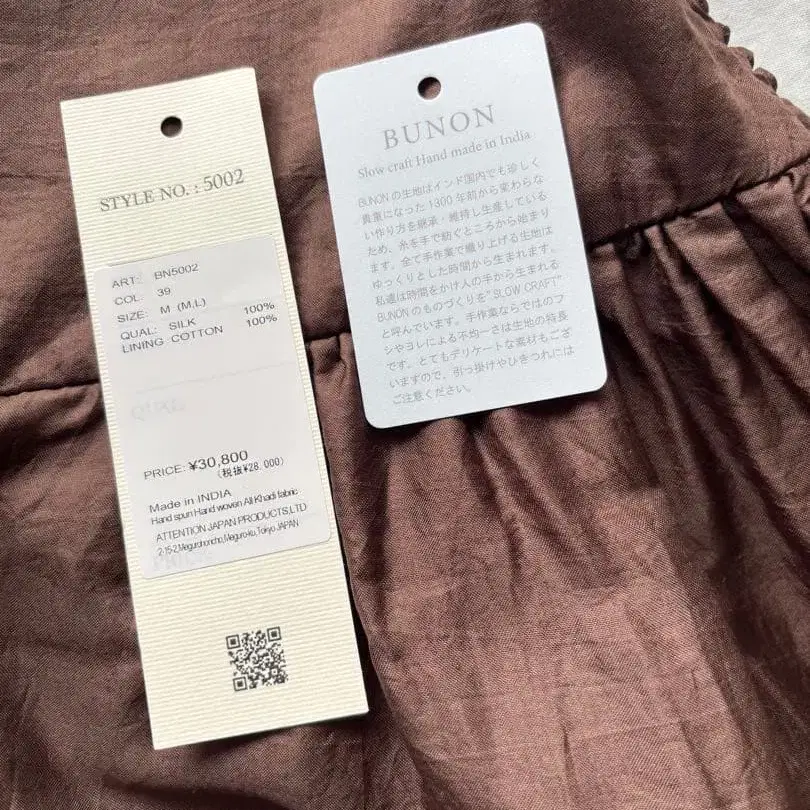 STYLE NO. : 5002
ART: BN5002
COL: 39
SIZE: M (M,L)
QUAL: SILK 100%
LINING COTTON 100%
QUAL
PRICE: ¥30,800
(税抜¥28,000)
Made in INDIA
Hand spun Hand woven All Khadi fabric
ATTENTION JAPAN PRODUCTS,LTD
2-15-2,Megurohoncho,Meguro-ku,Tokyo JAPAN
BUNON
Slow craft Hand made in India
BUNONの生地はインド国内でも珍しく
貴重になった1300年前から変わらな
い作り方を継承・維持し生産している
ため、糸を手で紡ぐところから始まり
ます。全て手作業で織り上げる生地は
ゆっくりとした時間から生まれます。
私達は時間をかけ人の手から生まれる
BUNONのものづくりを"SLOW CRAFT"
と呼んでいます。手作業ならではのフ
シやヨレによる不均一さは生地の特長
です。とてもデリケートな素材もござ
いますので、引っ掛けやひきつれには
ご注意ください。